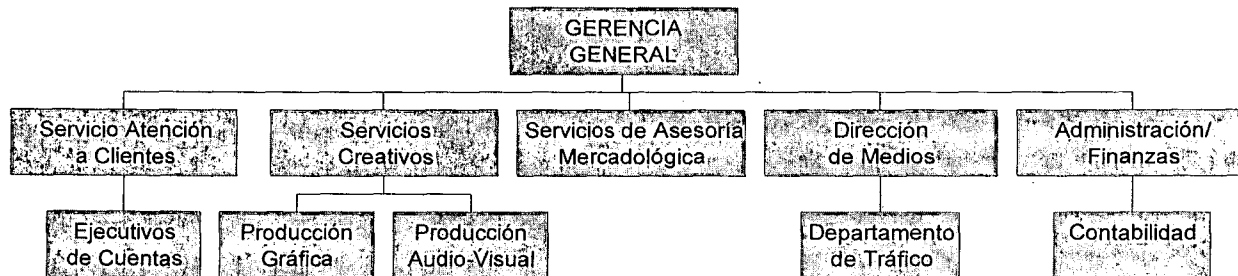 GERENCIA
GENERAL
Servicio Atención
a Clientes
Servicios
Creativos
Servicios de Asesoría
Mercadológica
Dirección
de Medios
Administración/
Finanzas
Ejecutivos
de Cuentas
Producción
Gráfica
Producción
Audio-Visual
Departamento
de Tráfico
Contabilidad